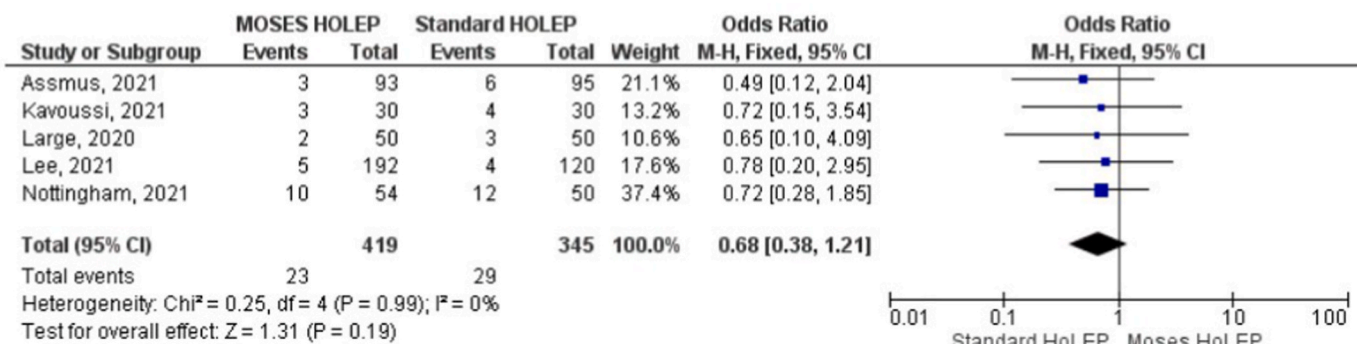 MOSES HOLEP Standard HOLEP Odds Ratio Odds Ratio
Study or Subgroup Events Total Events Total Weight M-H, Fixed, 95% CI M-H, Fixed, 95% CI
Assmus, 2021 3 93 6 95 21.1% 0.49 [0.12, 2.04]
Kavoussi, 2021 3 30 4 30 13.2% 0.72 [0.15, 3.54]
Large, 2020 2 50 3 50 10.6% 0.65 [0.10, 4.09]
Lee, 2021 5 192 4 120 17.6% 0.78 [0.20, 2.95]
Nottingham, 2021 10 54 12 50 37.4% 0.72 [0.28, 1.85]
Total (95% CI) 419 345 100.0% 0.68 [0.38, 1.21]
Total events 23 29
Heterogeneity: Chi² = 0.25, df = 4 (P = 0.99); I² = 0%
Test for overall effect: Z = 1.31 (P = 0.19)
0.01 0.1 1 10 100
Standard HoLEP Moses HoLEP